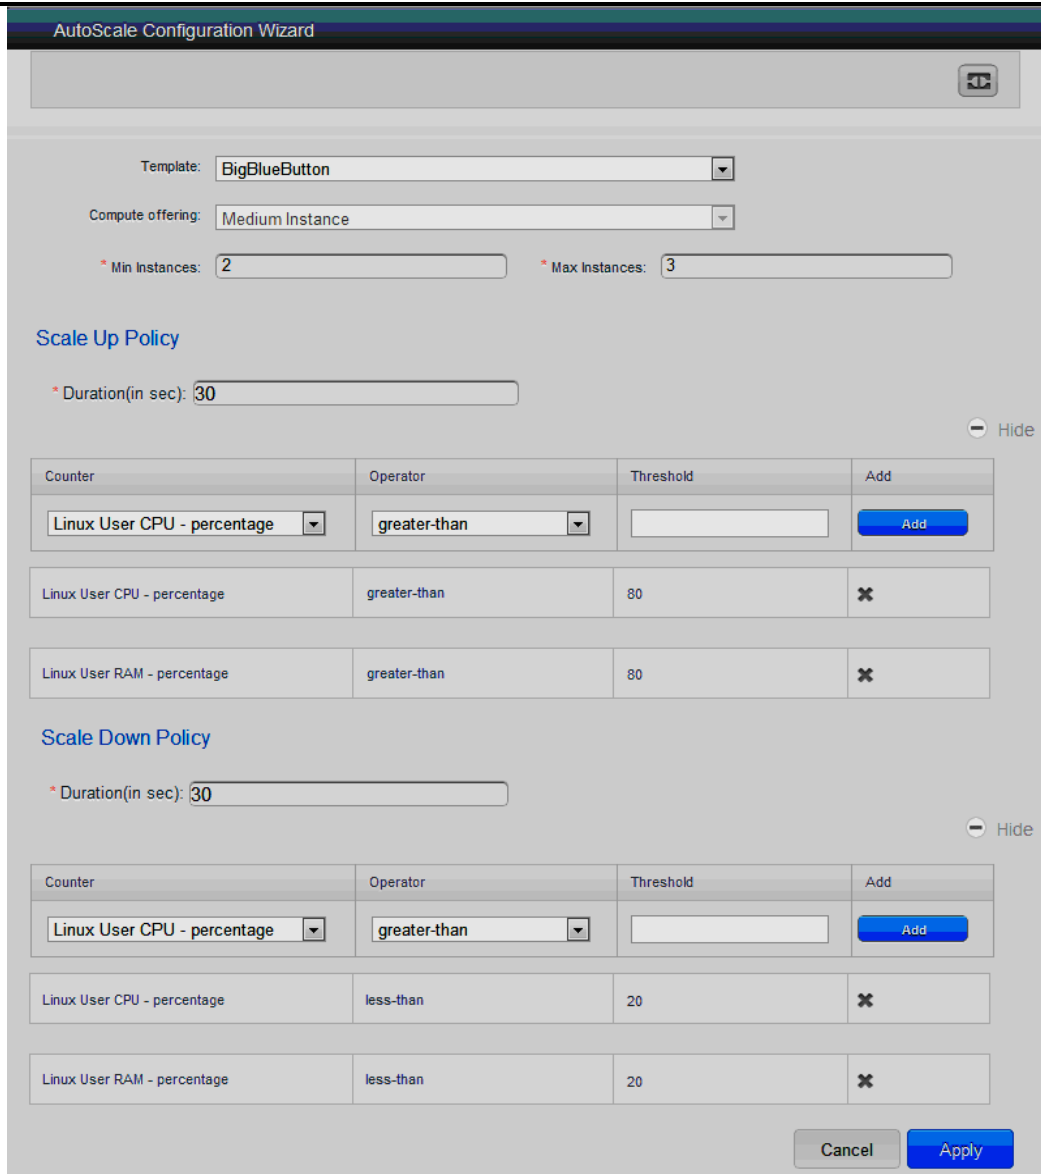 AutoScale Configuration Wizard
Template: BigBlueButton
Compute offering: Medium Instance
* Min Instances: 2 * Max Instances: 3
Scale Up Policy
* Duration(in sec): 30
Hide
Counter Operator Threshold Add
Linux User CPU - percentage greater-than Add
Linux User CPU - percentage greater-than 80
Linux User RAM - percentage greater-than 80
Scale Down Policy
* Duration(in sec): 30
Hide
Counter Operator Threshold Add
Linux User CPU - percentage greater-than Add
Linux User CPU - percentage less-than 20
Linux User RAM - percentage less-than 20
Cancel Apply